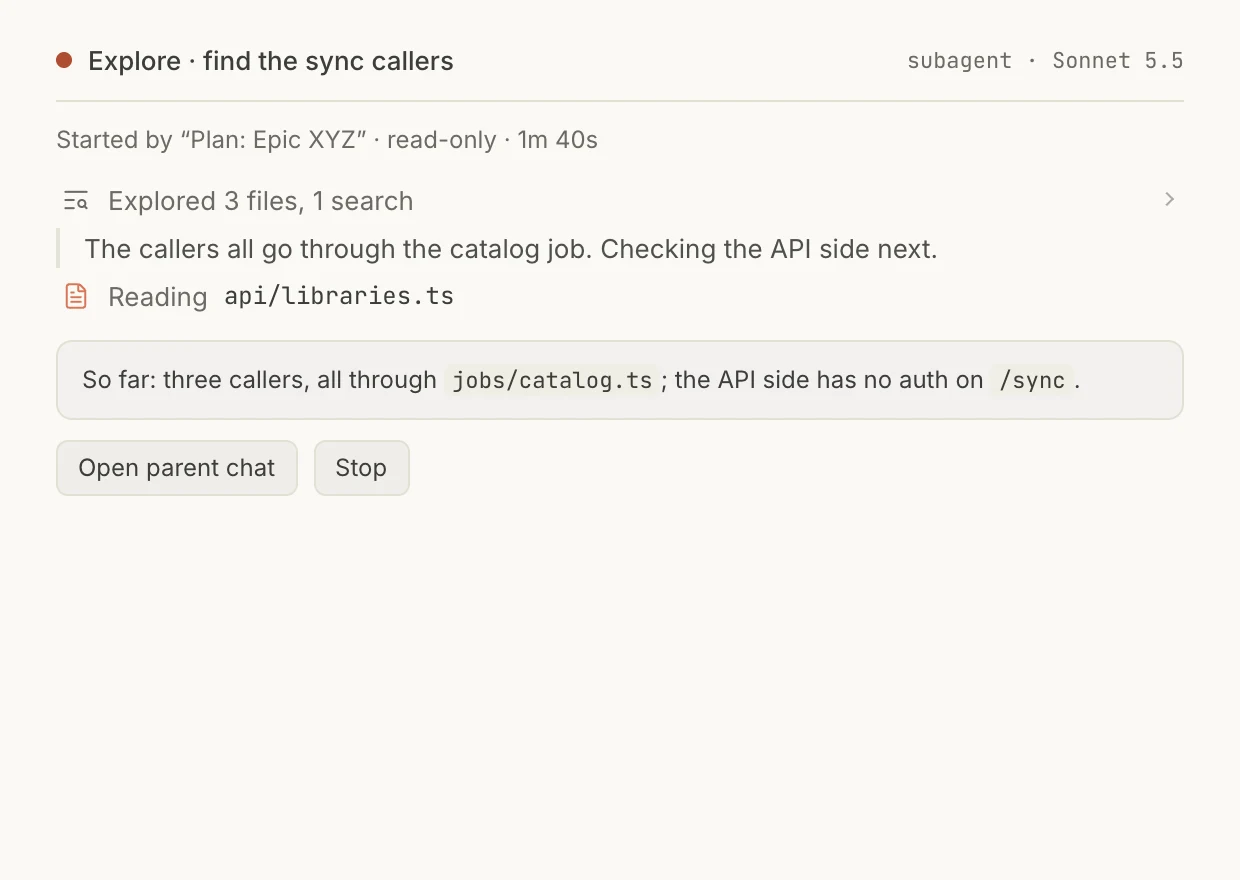 Explore · find the sync callers
subagent · Sonnet 5.5
Started by “Plan: Epic XYZ” · read-only · 1m 40s
Explored 3 files, 1 search
The callers all go through the catalog job. Checking the API side next.
Reading api/libraries.ts
So far: three callers, all through jobs/catalog.ts; the API side has no auth on /sync.
Open parent chat
Stop